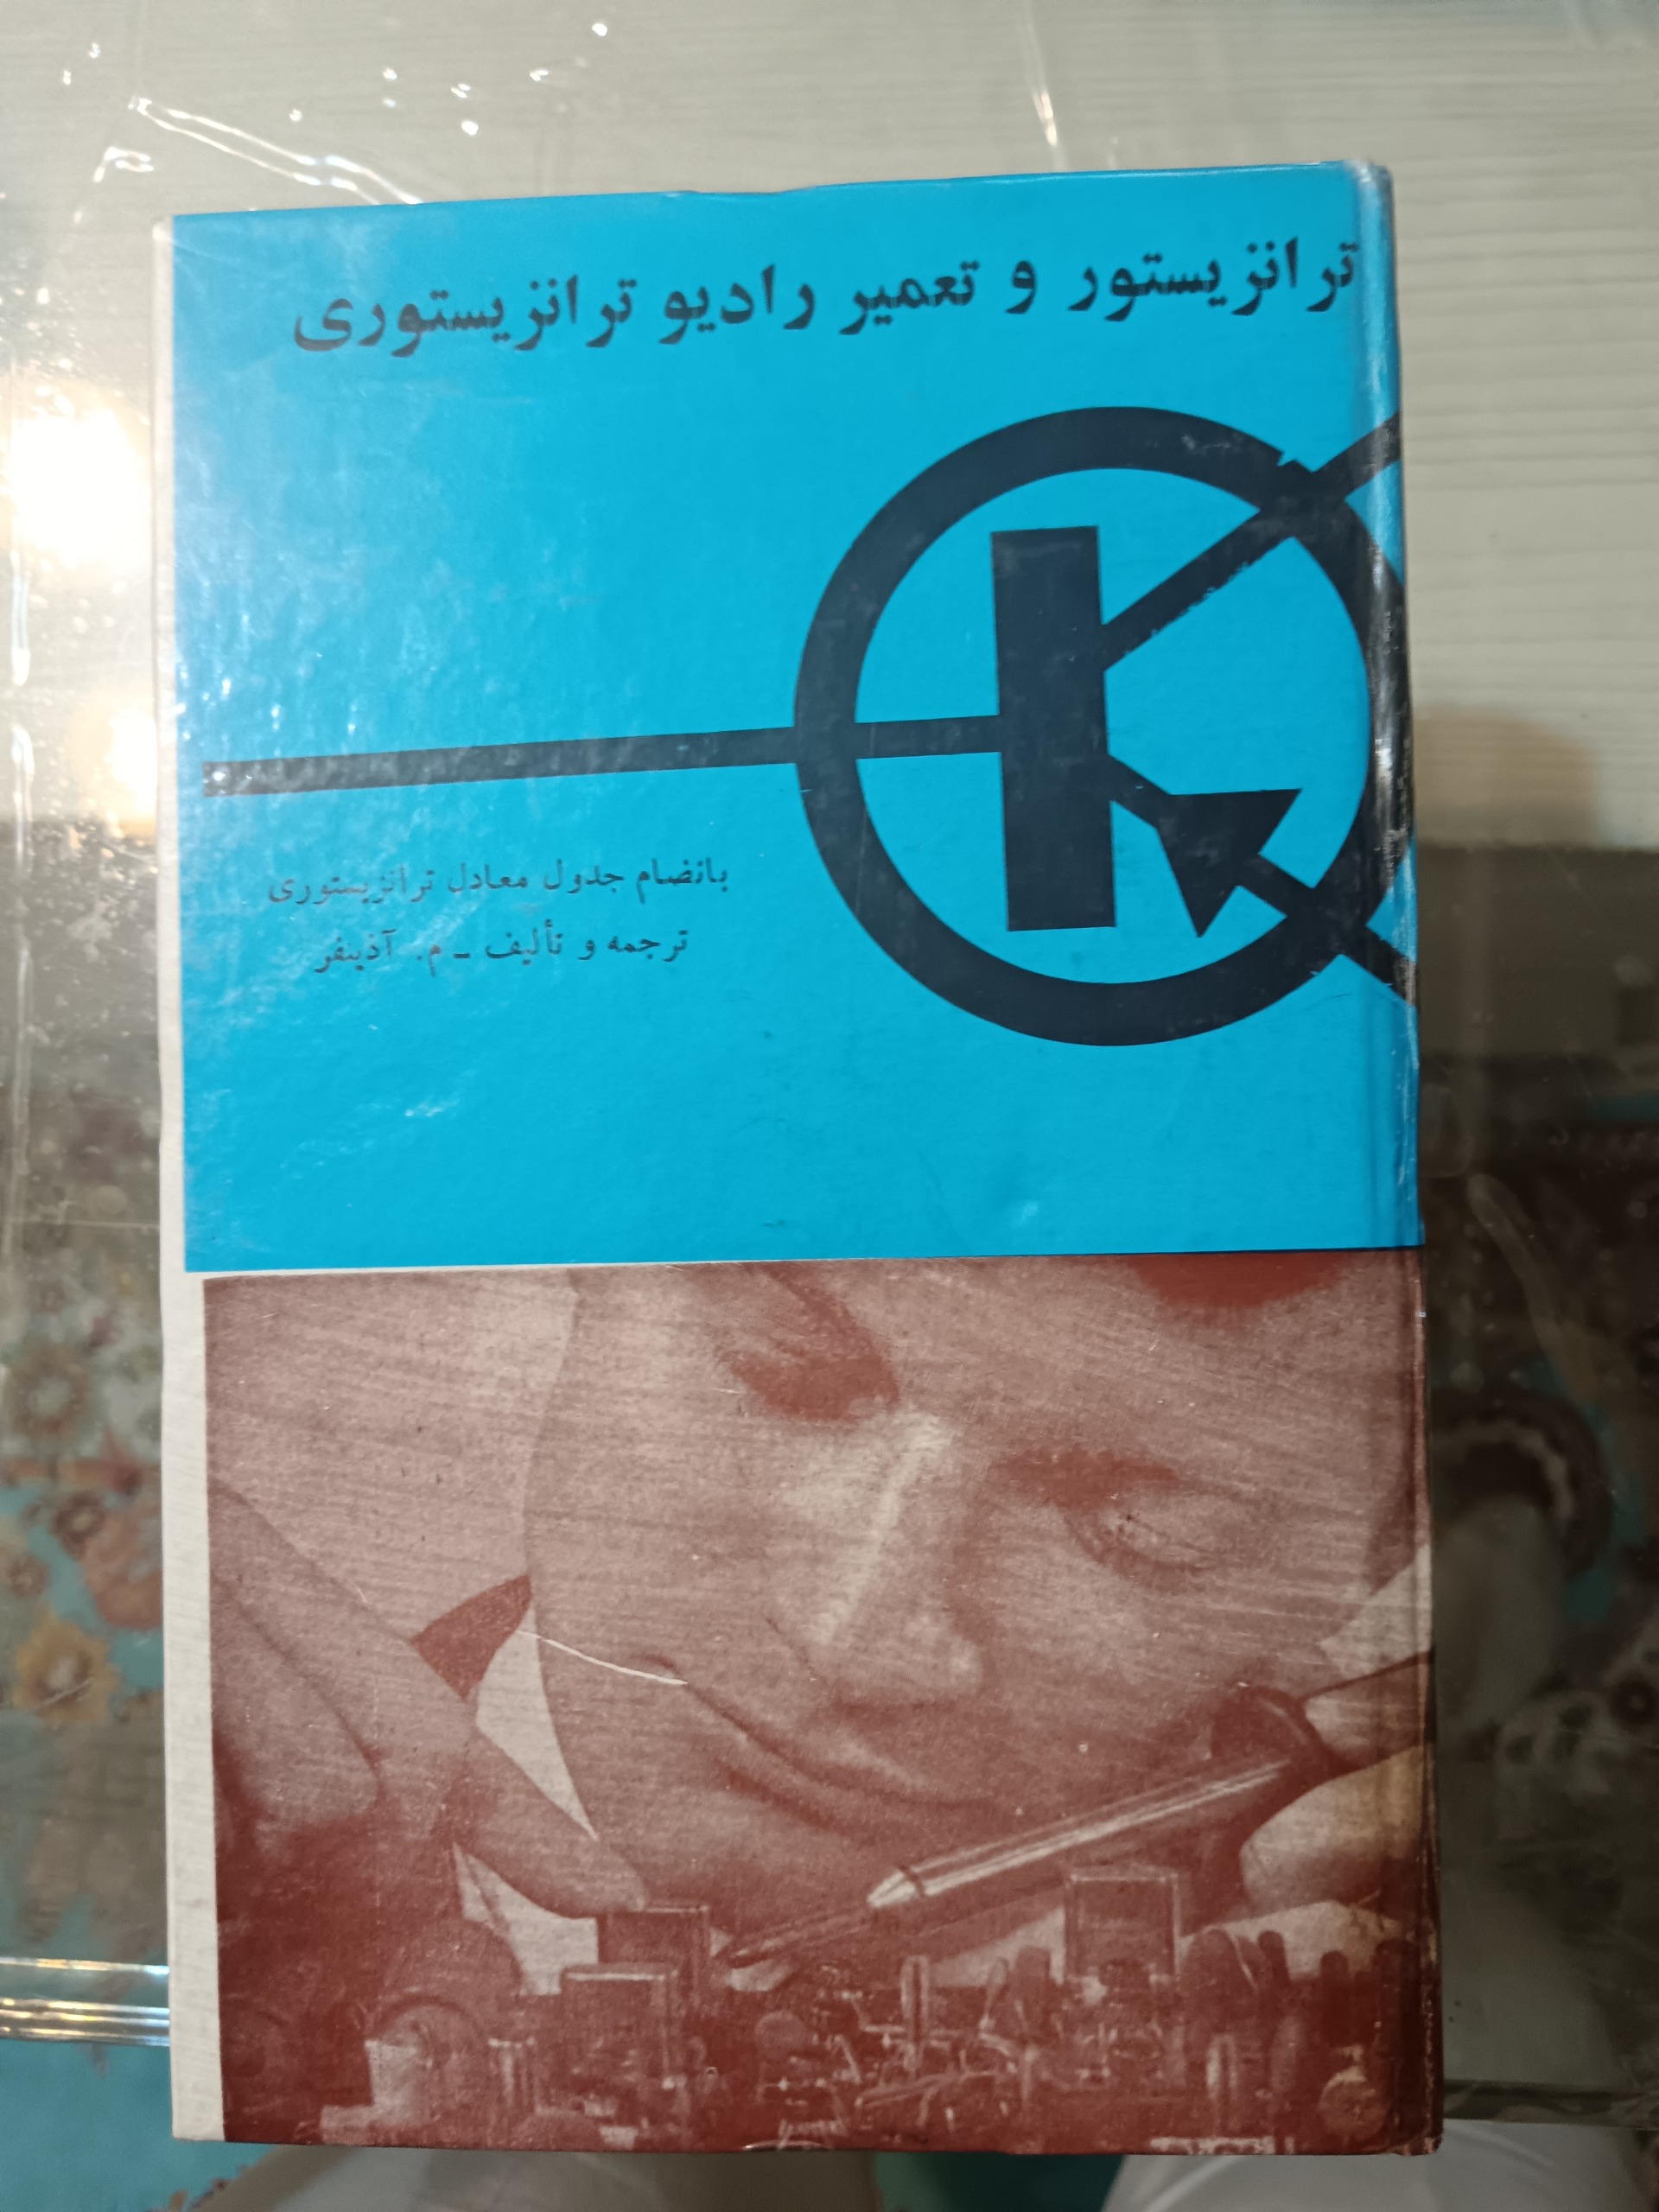 ترانزیستور و تعمیر رادیو ترانزیستوری
بانضمام جدول معادل ترانزیستوری
ترجمه و تألیف ـ م. آذینفر